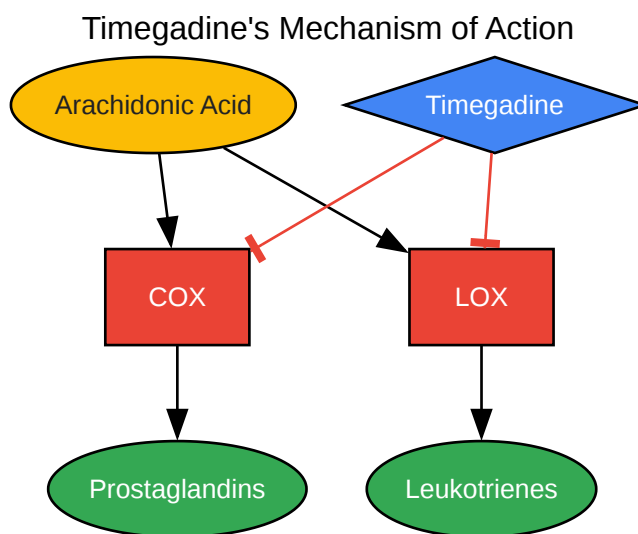 Timegadine's Mechanism of Action
Arachidonic Acid
Timegadine
COX
LOX
Prostaglandins
Leukotrienes